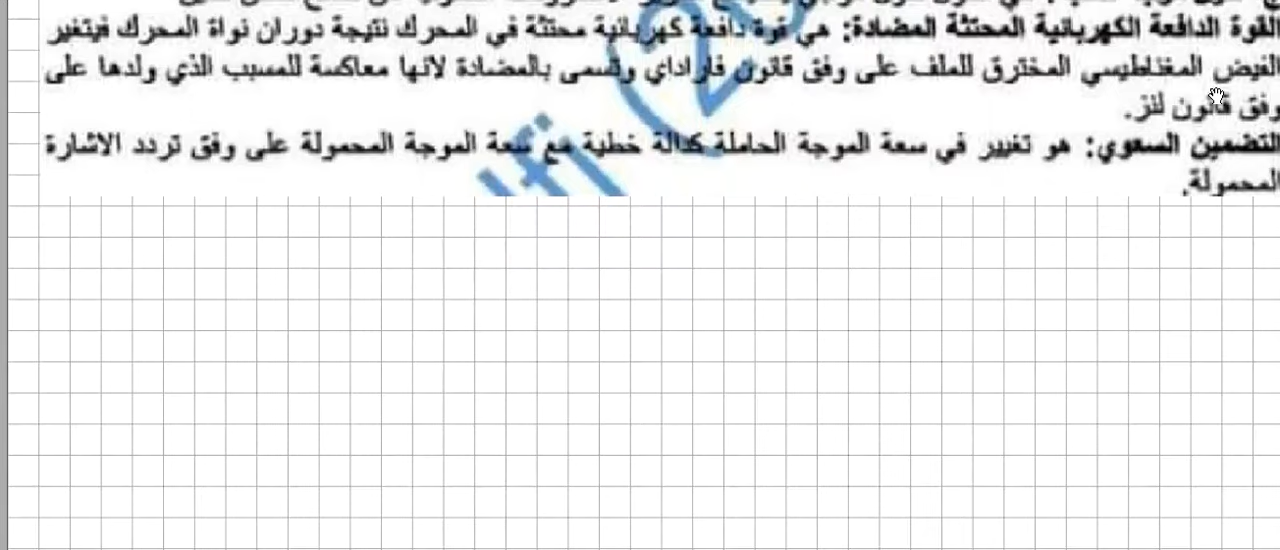 القوة الدافعة الكهربائية المحتثة المضادة: هي قوة دافعة كهربائية محتثة في المحرك نتيجة دوران نواة المحرك فيتغير
الفيض المغناطيسي المخترق للملف على وفق قانون فاراداي وتسمى بالمضادة لانها معاكسة للمسبب الذي ولدها على
وفق قانون لنز.
التضمين السعوي: هو تغيير في سعة الموجة الحاملة كدالة خطية مع سعة الموجة المحمولة على وفق تردد الاشارة
المحمولة.